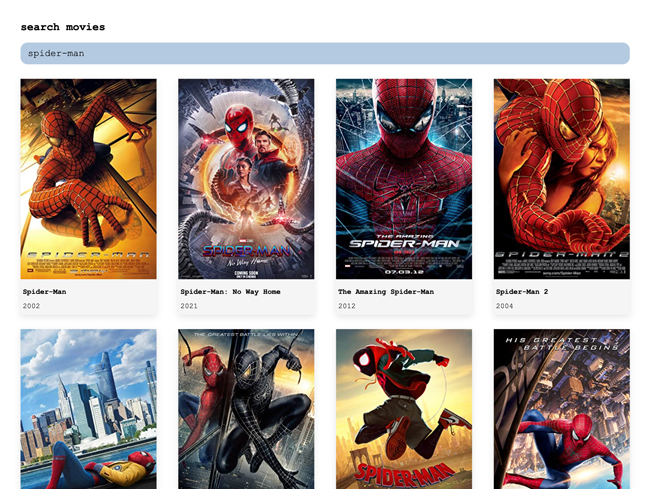 search movies
spider-man
SPIDER-MAN
SPIDER-MAN
No Way Home
COMING SOON
THE AMAZING
SPIDER-MAN
07.03.12
SPIDER-MAN 2
Spider-Man
2002
Spider-Man: No Way Home
2021
The Amazing Spider-Man
2012
Spider-Man 2
2004
THE GREATEST BATTLE LIES WITHIN
SPIDER-MAN
HIS GREATEST
BATTLE BEGINS